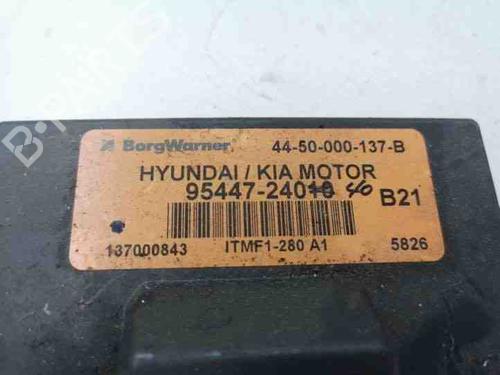 BorgWarner 44-50-000-137-B
HYUNDAI / KIA MOTOR
95447-24010 40 B21
137000843 ITMF1-280 A1 5826